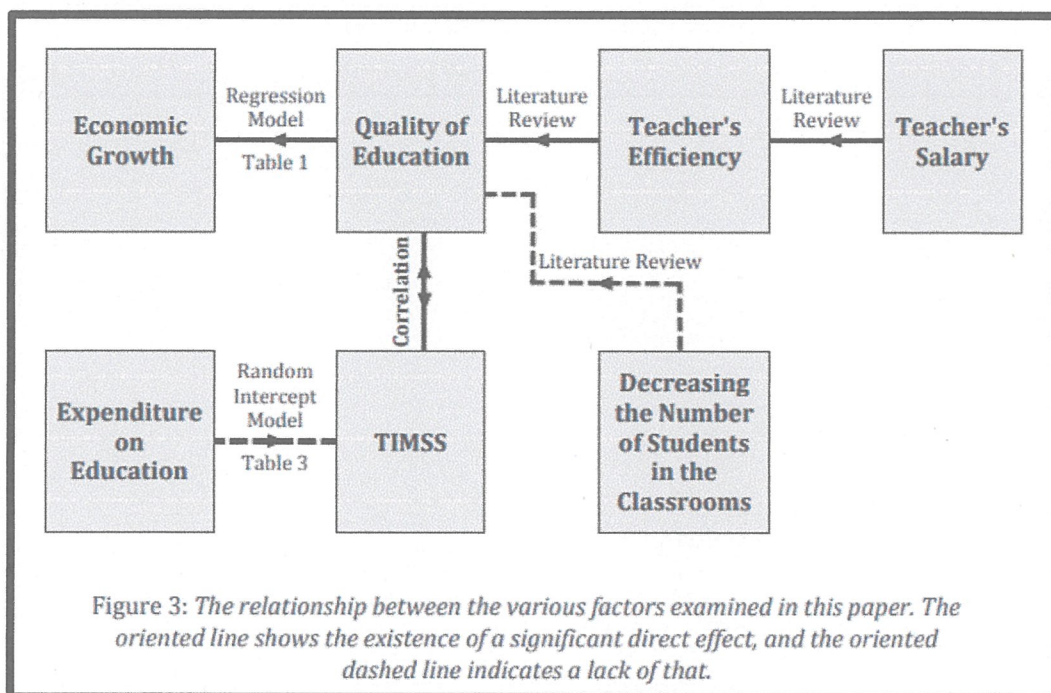 Economic
Growth
Regression
Model
Table 1
Quality of
Education
Literature
Review
Teacher's
Efficiency
Literature
Review
Teacher's
Salary
Correlation
Literature Review
Expenditure
on
Education
Random
Intercept
Model
Table 3
TIMSS
Decreasing
the Number
of Students
in the
Classrooms
Figure 3: The relationship between the various factors examined in this paper. The
oriented line shows the existence of a significant direct effect, and the oriented
dashed line indicates a lack of that.